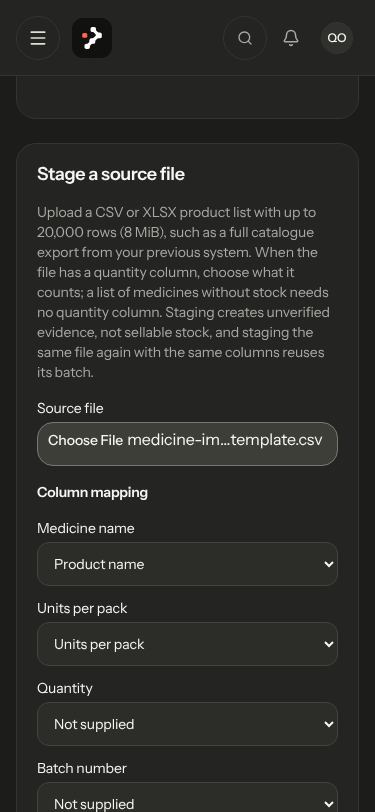 QO
Stage a source file
Upload a CSV or XLSX product list with up to
20,000 rows (8 MiB), such as a full catalogue
export from your previous system. When the
file has a quantity column, choose what it
counts; a list of medicines without stock needs
no quantity column. Staging creates unverified
evidence, not sellable stock, and staging the
same file again with the same columns reuses
its batch.
Source file
Choose File medicine-im...template.csv
Column mapping
Medicine name
Product name
Units per pack
Units per pack
Quantity
Not supplied
Batch number
Not supplied